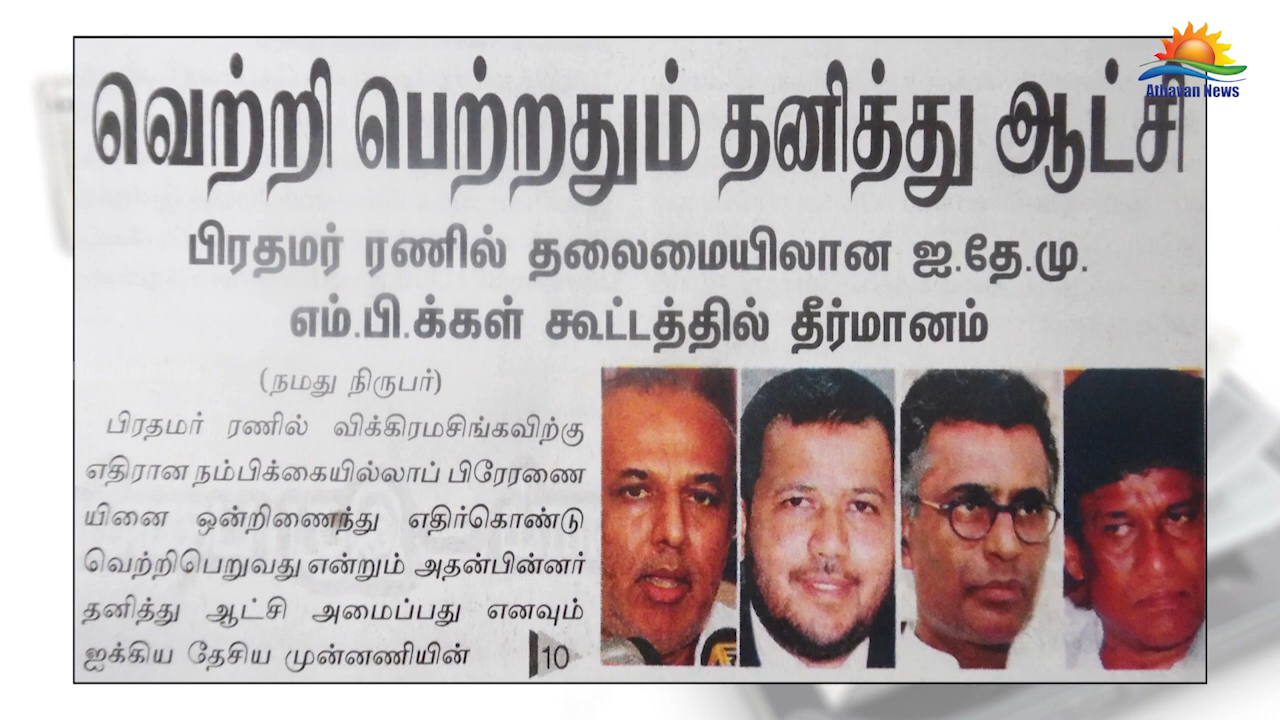 Athavan News
வெற்றி பெற்றதும் தனித்து ஆட்சி
பிரதமர் ரணில் தலைமையிலான ஐ.தே.மு.
எம்.பி.க்கள் கூட்டத்தில் தீர்மானம்
(நமது நிருபர்)
பிரதமர் ரணில் விக்கிரமசிங்கவிற்கு
எதிரான நம்பிக்கையில்லாப் பிரேரணை
யினை ஒன்றிணைந்து எதிர்கொண்டு
வெற்றிபெறுவது என்றும் அதன்பின்னர்
தனித்து ஆட்சி அமைப்பது எனவும்
ஐக்கிய தேசிய முன்னணியின் 10